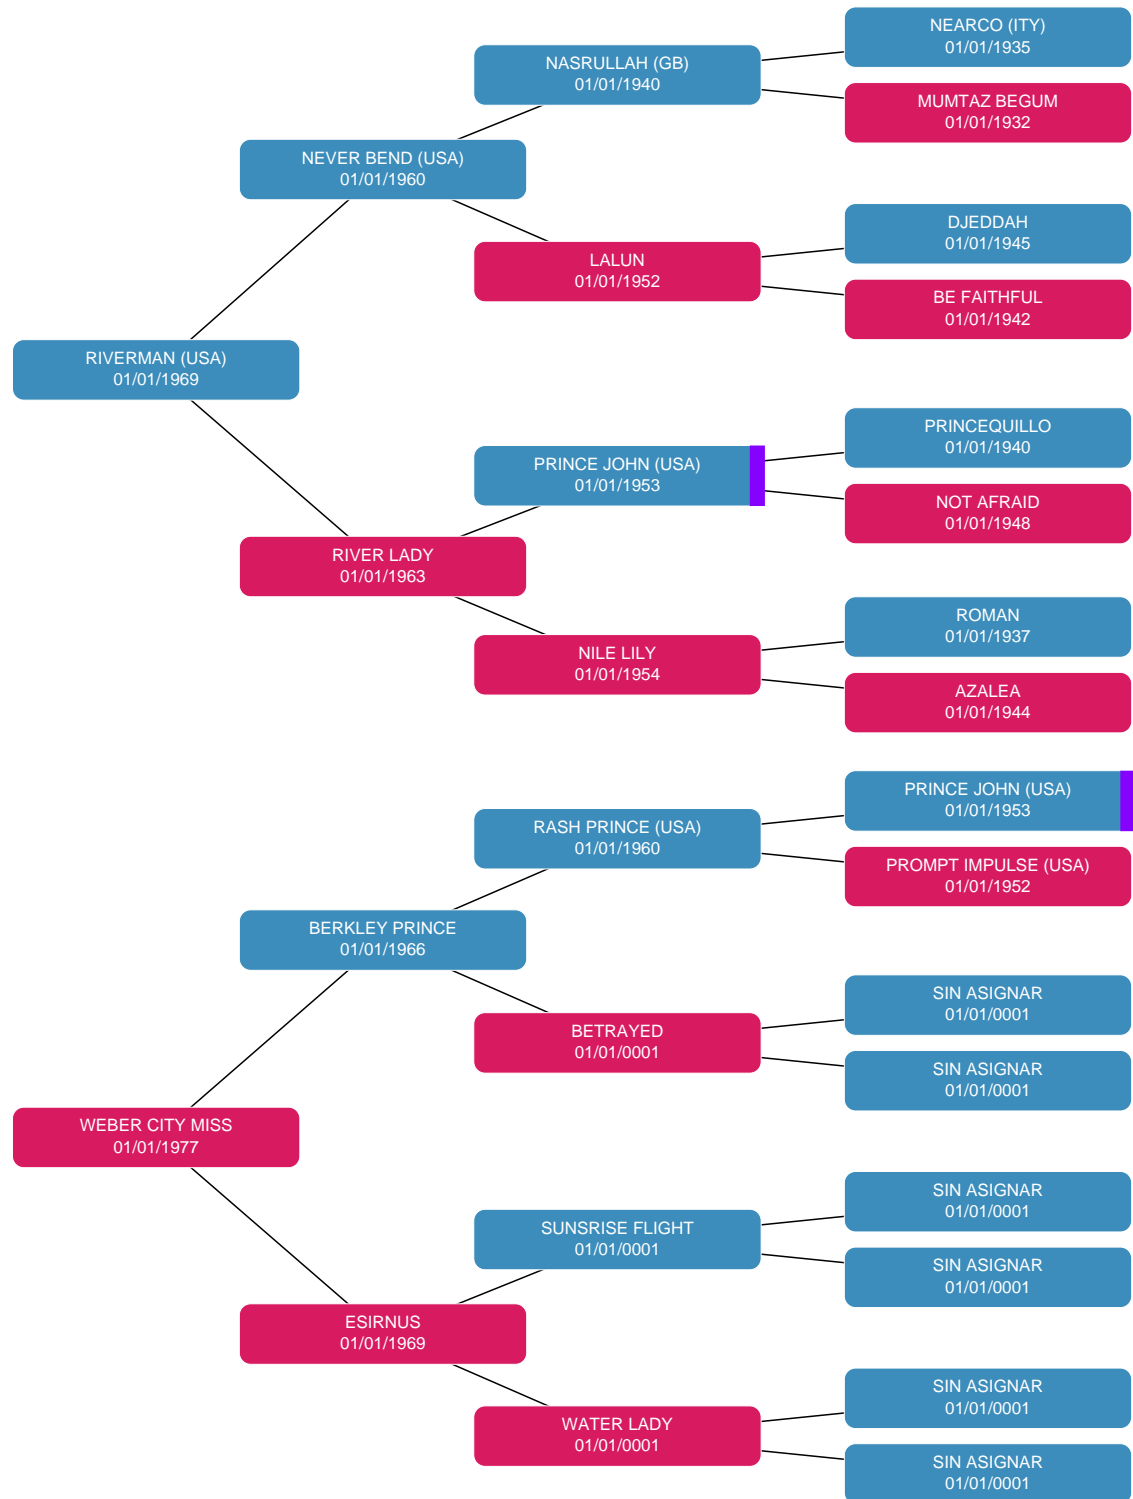 NEARCO (ITY)
01/01/1935
NASRULLAH (GB)
01/01/1940
MUMTAZ BEGUM
01/01/1932
NEVER BEND (USA)
01/01/1960
DJEDDAH
01/01/1945
LALUN
01/01/1952
BE FAITHFUL
01/01/1942
RIVERMAN (USA)
01/01/1969
PRINCEQUILLO
01/01/1940
PRINCE JOHN (USA)
01/01/1953
NOT AFRAID
01/01/1948
RIVER LADY
01/01/1963
ROMAN
01/01/1937
NILE LILY
01/01/1954
AZALEA
01/01/1944
PRINCE JOHN (USA)
01/01/1953
RASH PRINCE (USA)
01/01/1960
PROMPT IMPULSE (USA)
01/01/1952
BERKLEY PRINCE
01/01/1966
SIN ASIGNAR
01/01/0001
BETRAYED
01/01/0001
SIN ASIGNAR
01/01/0001
WEBER CITY MISS
01/01/1977
SIN ASIGNAR
01/01/0001
SUNSRISE FLIGHT
01/01/0001
SIN ASIGNAR
01/01/0001
ESIRNUS
01/01/1969
SIN ASIGNAR
01/01/0001
WATER LADY
01/01/0001
SIN ASIGNAR
01/01/0001